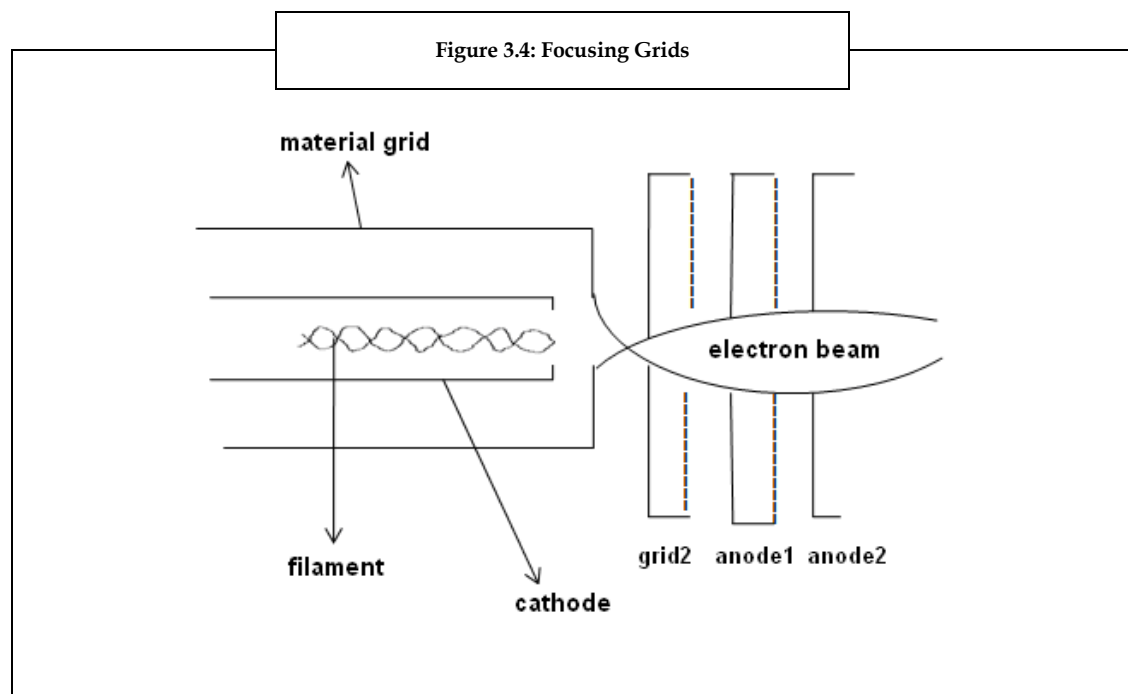 Figure 3.4: Focusing Grids
material grid
electron beam
grid2 anode1 anode2
filament
cathode